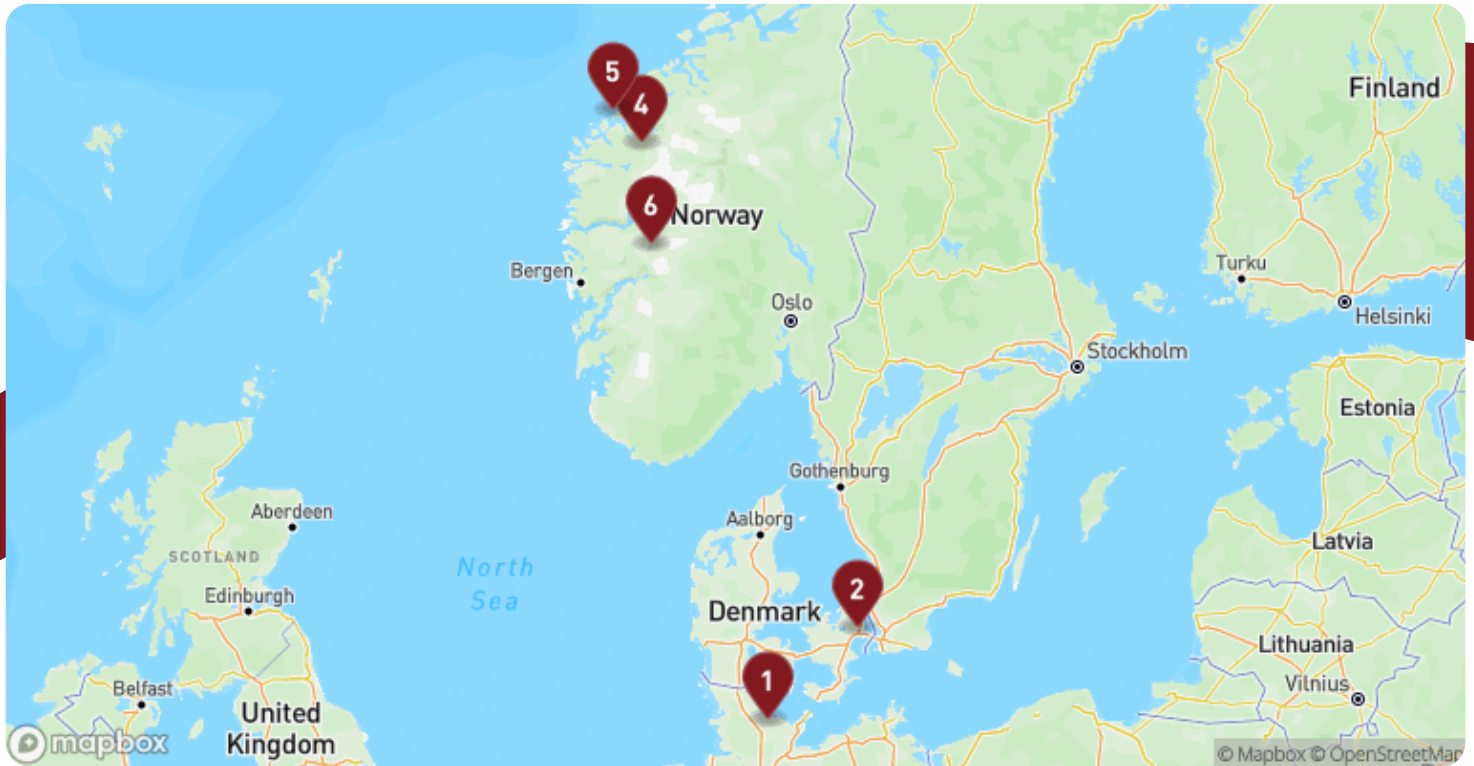 5
4
Finland
6
Norway
Bergen
Turku
Oslo
Helsinki
Stockholm
Estonia
Gothenburg
Aberdeen
Aalborg
SCOTLAND
Latvia
North
Sea
Edinburgh
2
Denmark
Lithuania
1
Vilnius
Belfast
United
Kingdom
mapbox
© Mapbox © OpenStreetMap